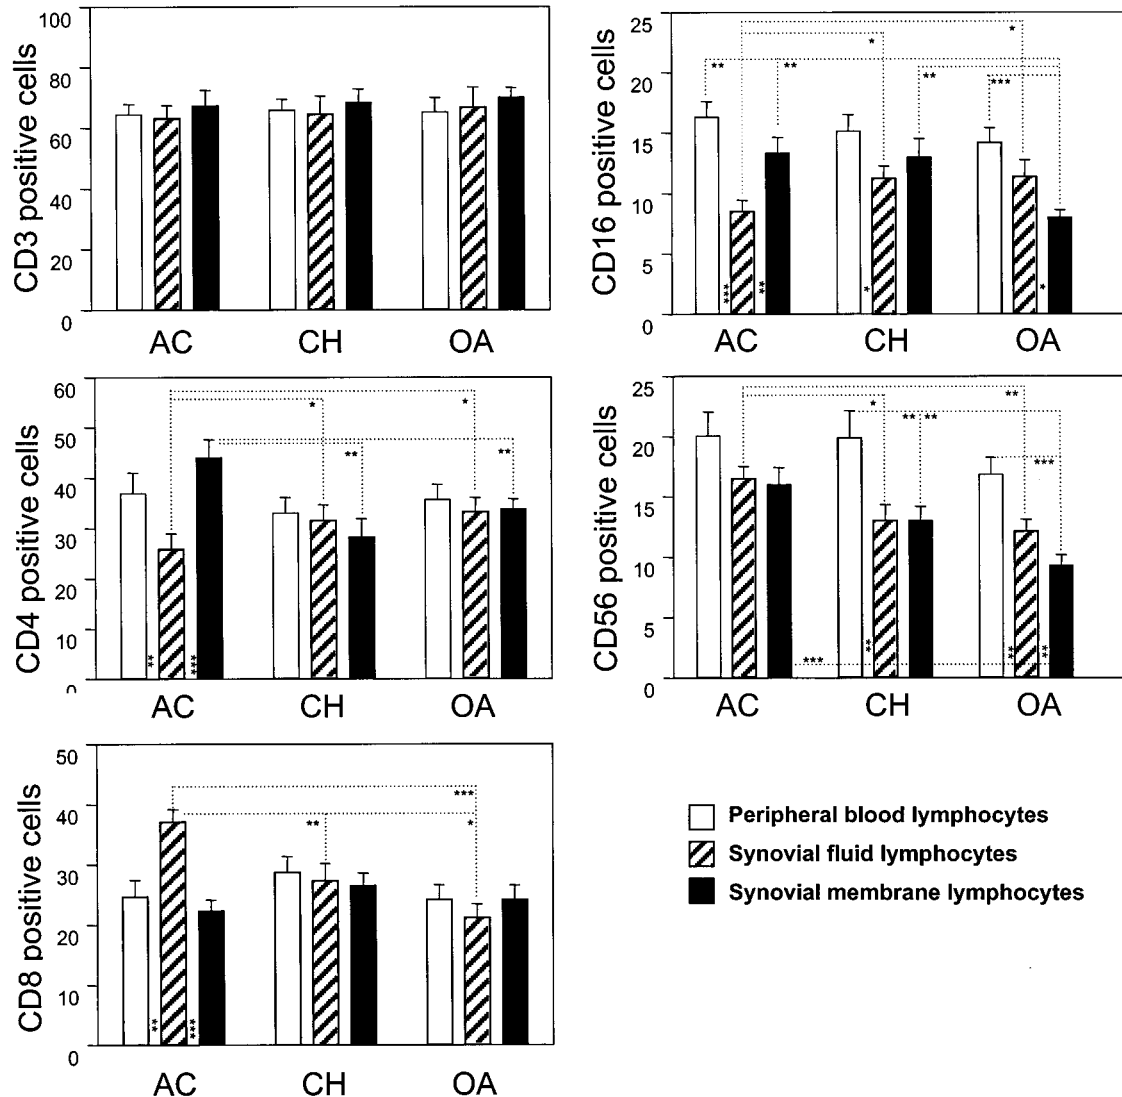 CD3 positive cells
100
80
60
40
20
0
AC CH OA
CD16 positive cells
25
20
15
10
5
0
* *
** ** ** ***
*** ** * *
AC CH OA
CD4 positive cells
60
50
40
30
20
10
0
* *
** **
** ***
AC CH OA
CD56 positive cells
25
20
15
10
5
0
* **
** **
***
** ** **
***
AC CH OA
CD8 positive cells
50
40
30
20
10
0
***
** *
** ***
AC CH OA
Peripheral blood lymphocytes
Synovial fluid lymphocytes
Synovial membrane lymphocytes